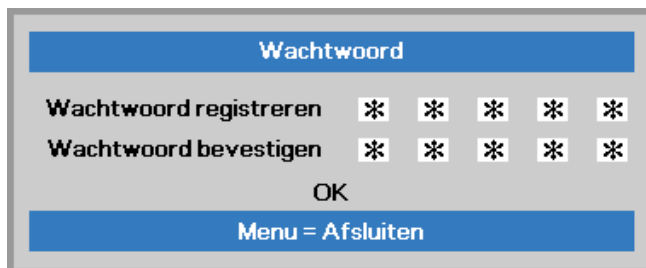 Wachtwoord
Wachtwoord registreren * * * * *
Wachtwoord bevestigen * * * * *
OK
Menu = Afsluiten